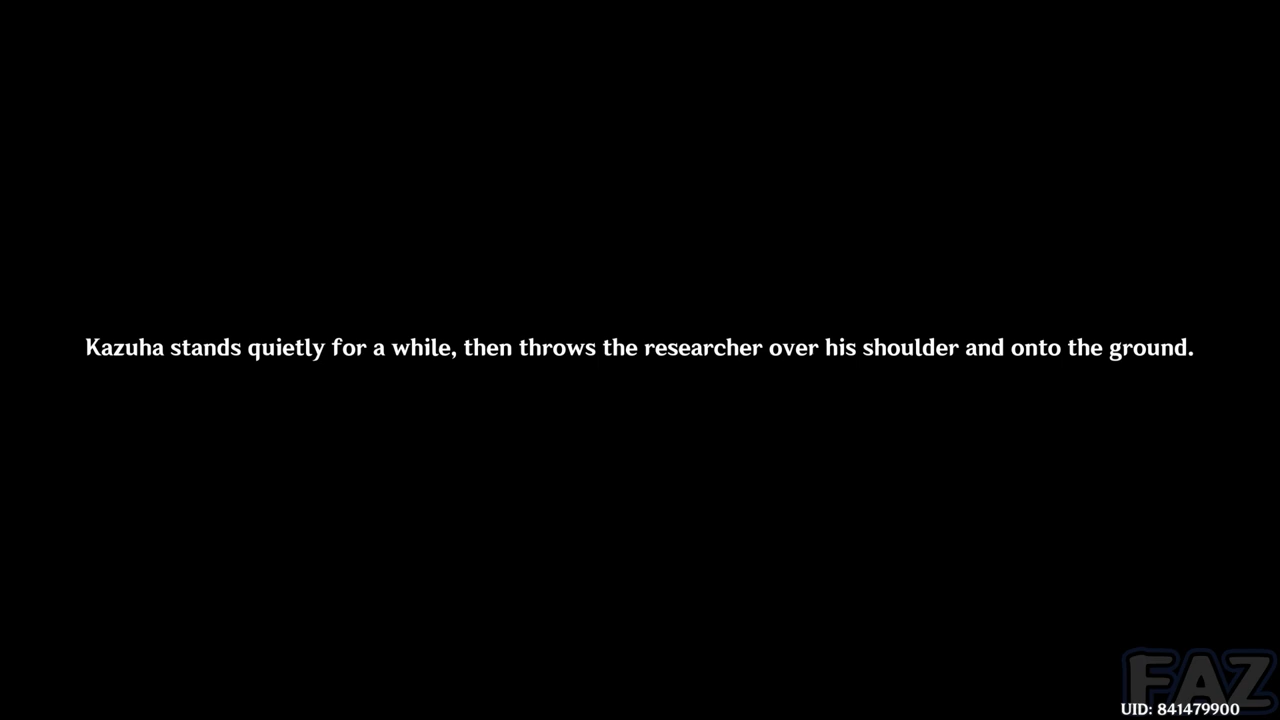 Kazuha stands quietly for a while, then throws the researcher over his shoulder and onto the ground.
FAZ
UID: 841479900